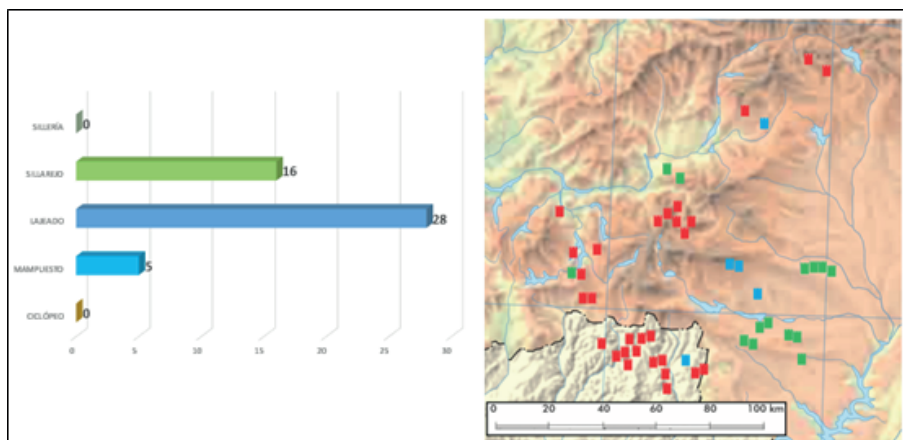 SILLERÍA
0
SILLAREJO
16
LAJEADO
28
MAMPUESTO
5
CICLÓPEO
0
0 5 10 15 20 25 30
0 20 40 60 80 100 km